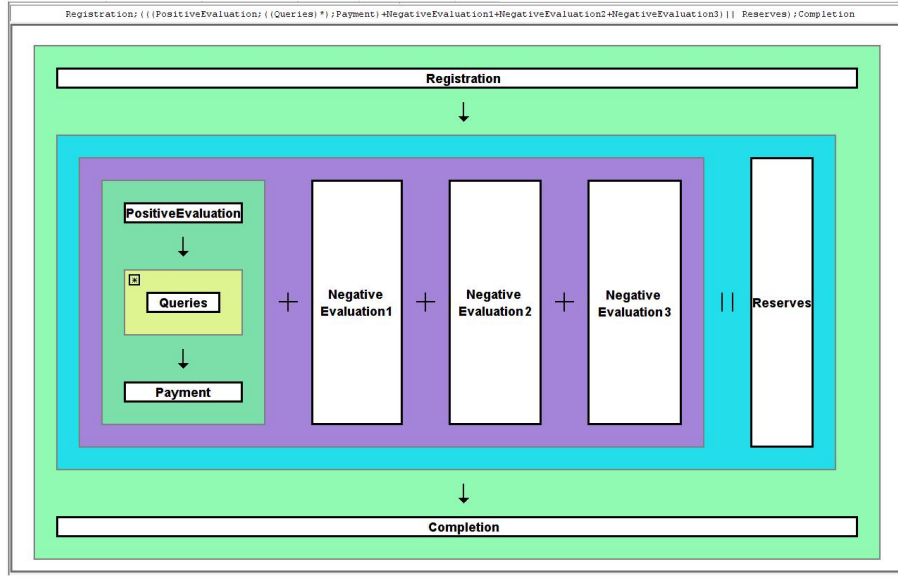 Registration;(((PositiveEvaluation;((Queries)*);Payment)+NegativeEvaluation1+NegativeEvaluation2+NegativeEvaluation3)|| Reserves);Completion
Registration
↓
PositiveEvaluation
↓
*
Queries
↓
Payment
+
Negative
Evaluation1
+
Negative
Evaluation2
+
Negative
Evaluation3
||
Reserves
↓
Completion